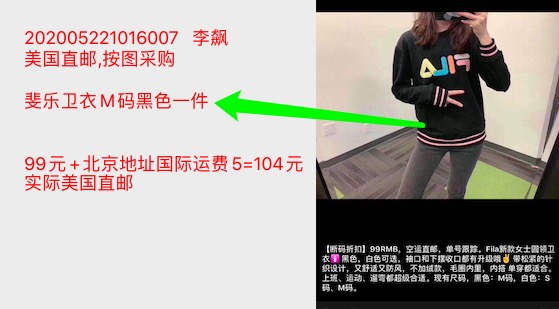 202005221016007 李飙
美国直邮,按图采购
斐乐卫衣M码黑色一件
99元+北京地址国际运费5=104元
实际美国直邮
FILA
【断码折扣】99RMB，空运直邮，单号跟踪。Fila新款女士圆领卫
衣⬆️黑色，白色可选，袖口和下摆收口都有升级哦✌️带松紧的针
织设计，又舒适又防风，不加绒款，毛圈内里，内搭 单穿都适合。
上班、运动、遛弯都超级合适。现有尺码，黑色：M码，白色：S
码、M码。